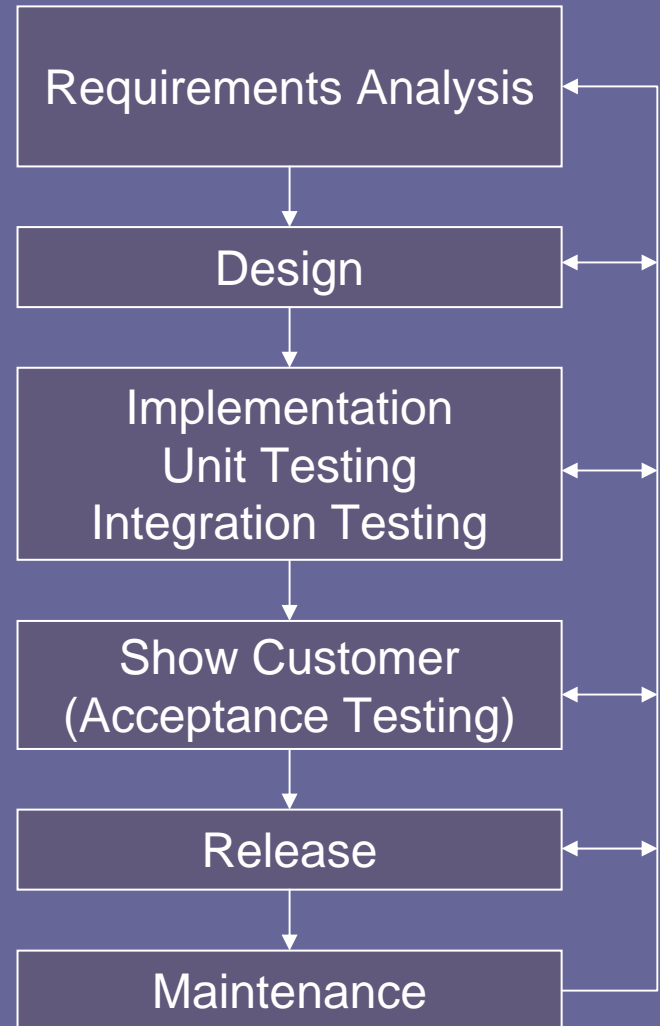 Requirements Analysis
Design
Implementation
Unit Testing
Integration Testing
Show Customer
(Acceptance Testing)
Release
Maintenance